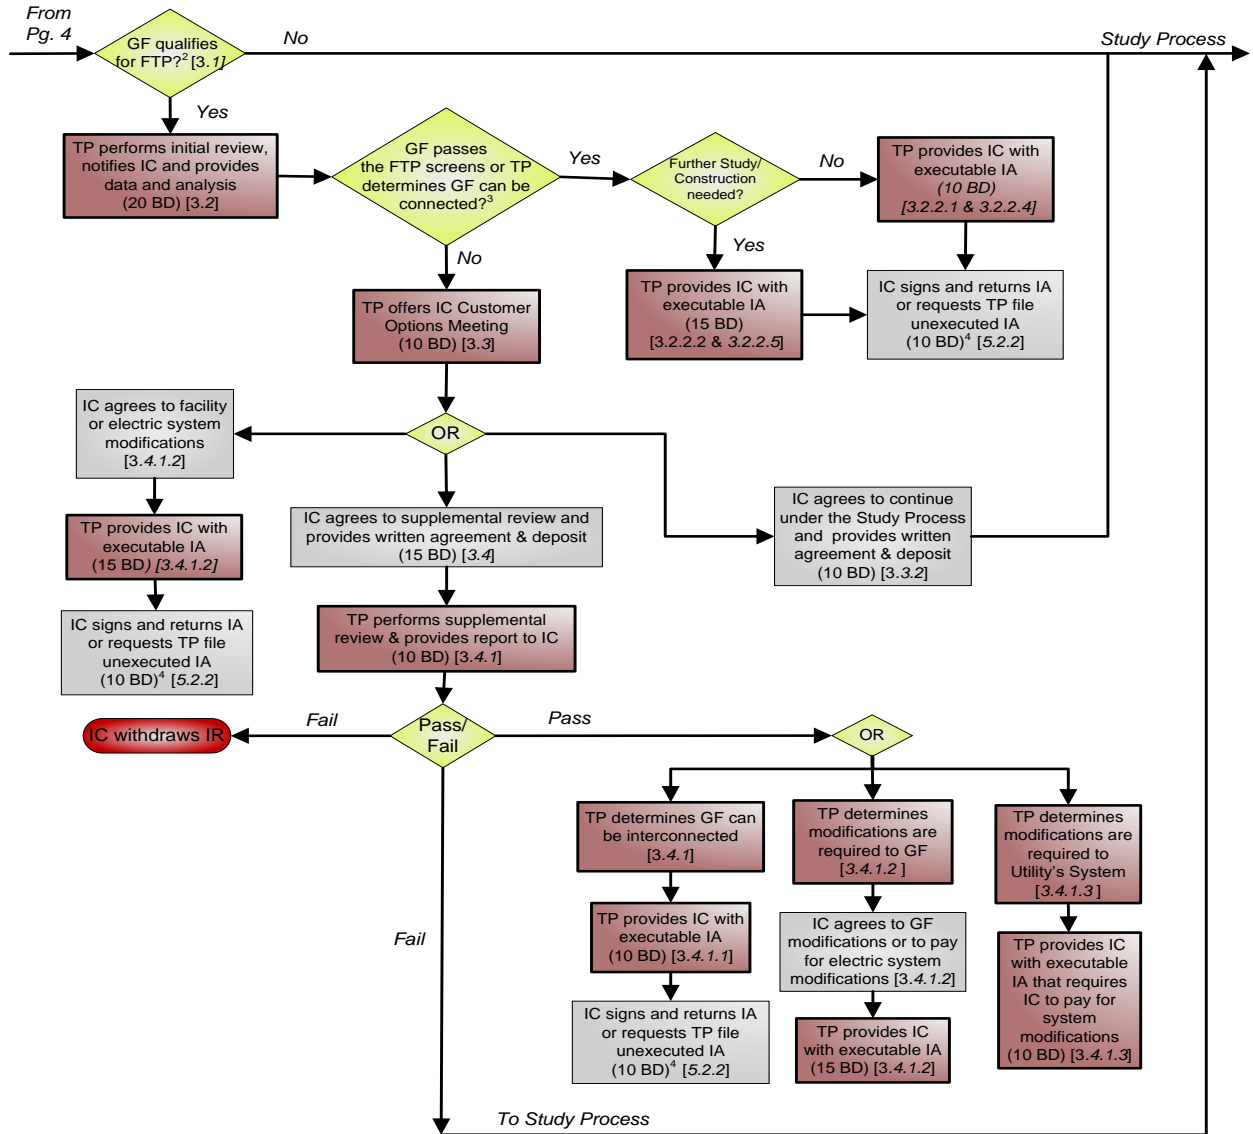 From
Pg. 4
GF qualifies
for FTP?² [3.1]
No
Study Process
Yes
TP performs initial review,
notifies IC and provides
data and analysis
(20 BD) [3.2]
GF passes
the FTP screens or TP
determines GF can be
connected?³
Yes
Further Study/
Construction
needed?
No
TP provides IC with
executable IA
(10 BD)
[3.2.2.1 & 3.2.2.4]
No
Yes
TP offers IC Customer
Options Meeting
(10 BD) [3.3]
TP provides IC with
executable IA
(15 BD)
[3.2.2.2 & 3.2.2.5]
IC signs and returns IA
or requests TP file
unexecuted IA
(10 BD)⁴ [5.2.2]
IC agrees to facility
or electric system
modifications
[3.4.1.2]
OR
TP provides IC with
executable IA
(15 BD) [3.4.1.2]
IC agrees to supplemental review and
provides written agreement & deposit
(15 BD) [3.4]
IC agrees to continue
under the Study Process
and provides written
agreement & deposit
(10 BD) [3.3.2]
IC signs and returns IA
or requests TP file
unexecuted IA
(10 BD)⁴ [5.2.2]
TP performs supplemental
review & provides report to IC
(10 BD) [3.4.1]
IC withdraws IR
Fail
Pass/
Fail
Pass
OR
TP determines GF can
be interconnected
[3.4.1]
TP determines
modifications are
required to GF
[3.4.1.2 ]
TP determines
modifications are
required to
Utility's System
[3.4.1.3 ]
Fail
TP provides IC with
executable IA
(10 BD) [3.4.1.1]
IC agrees to GF
modifications or to pay
for electric system
modifications [3.4.1.2]
TP provides IC
with executable
IA that requires
IC to pay for
system
modifications
(10 BD) [3.4.1.3]
IC signs and returns IA
or requests TP file
unexecuted IA
(10 BD)⁴ [5.2.2]
TP provides IC
with executable IA
(15 BD) [3.4.1.2]
To Study Process